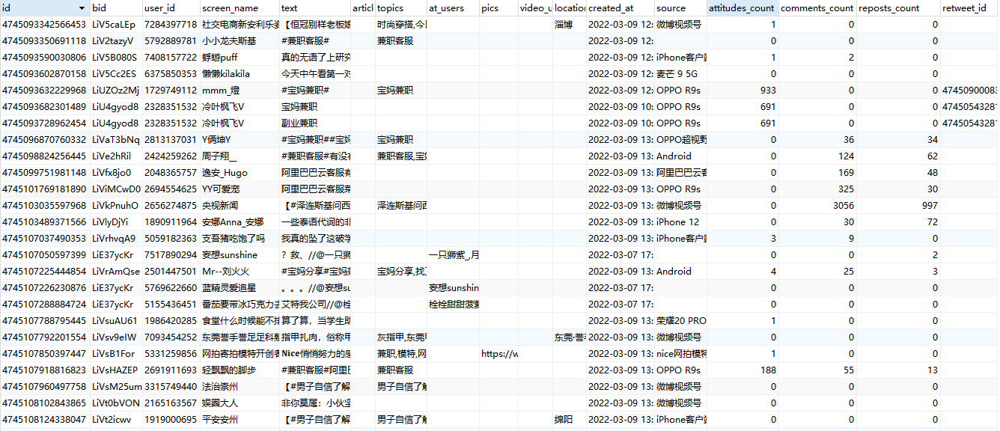 id bid user_id screen_name text article topics at_users pics video_u location created_at source attitudes_count comments_count reposts_count retweet_id
4745093342566453 LiV5caLEp 7284397718 社交电商新安利乐姿 【恒冠别样老板娘 时尚穿搭,今日 淄博 2022-03-09 12: 微博视频号 1 0 0
4745093350691118 LiV2tazyV 5792889781 小小龙夫斯基 #兼职客服# 兼职客服 2022-03-09 12: 0 0 0
4745093590030806 LiV5B080S 7408157722 蜉蝣puff 真的无语了上研究 2022-03-09 12: iPhone客户端 1 2 0
4745093602870158 LiV5Cc2ES 6375850353 懒懒kilakila 今天中午看第一对 2022-03-09 12: 麦芒 9 5G 0 0 0
4745093632229968 LiUZOz2Mj 1729749112 mmm_燈 #宝妈兼职# 宝妈兼职 2022-03-09 12: OPPO R9s 933 0 0 47450900083
4745093682301489 LiU4gyod8 2328351532 冷叶枫飞V 宝妈兼职 2022-03-09 10: OPPO R9s 691 0 0 4745054328
4745093728962454 LiU4gyod8 2328351532 冷叶枫飞V 副业兼职 2022-03-09 10: OPPO R9s 691 0 0 4745054328
4745096870760332 LiVaT3bNq 2813137031 Y俩坤Y #宝妈兼职##宝妈 宝妈兼职 2022-03-09 13: OPPO超视野 0 36 34
4745098824256445 LiVe2hRil 2424259262 周子翔__ #兼职客服#有没有 兼职客服,宝妈 2022-03-09 13: Android 0 124 62
4745099751981148 LiVfx8jo0 2048365757 逸安_Hugo 阿里巴巴云客服有 2022-03-09 13: 阿里巴巴云客 0 169 48
4745101769181890 LiViMCwD0 2694554625 YY可爱宠 阿里巴巴云客服菜 2022-03-09 13: OPPO R9s 0 325 30
4745103035597968 LiVkPnuhO 2656274875 央视新闻 【#泽连斯基问西 泽连斯基问西 2022-03-09 13: 微博视频号 0 3056 997
4745103489371566 LiVlyDjYi 1890911964 安娜Anna_安娜 一些泰语代词的非 2022-03-09 13: iPhone 12 0 30 72
4745107037490353 LiVrhvqA9 5059182363 支吾猪吃饱了吗 我真的坠了这破学 2022-03-09 13: iPhone客户端 3 9 0
4745107050597399 LiE37ycKr 7517890294 妄想sunshine ？救、//@一只狮 一只狮紫_,月 2022-03-07 17: 0 0 2
4745107225444854 LiVrAmQse 2501447501 Mr--刘火火 #宝妈分享#宝妈兼 宝妈分享,找工 2022-03-09 13: Android 4 25 3
4745107226230876 LiE37ycKr 5769622660 蓝精灵爱追星 。。。//@妄想su 妄想sunshin 2022-03-07 17: 0 0 0
4745107288884724 LiE37ycKr 5155436451 番茄要带冰巧克力去 艾特我公司//@栓 栓栓甜甜菠萝 2022-03-07 17: 0 0 0
4745107788795445 LiVsuAU61 1986420285 食堂什么时候能不排 算了算，当学生助 2022-03-09 13: 荣耀20 PRO 1 0 0
4745107792201554 LiVsv9eIW 7093454252 东莞誉手誉足足科剪 指甲扎肉，俗称甲 灰指甲,东莞甲 东莞·誉手 2022-03-09 13: 微博视频号 0 0 0
4745107850397447 LiVsB1For 5331259856 网拍寄拍模特开创者 Nice悄悄努力的感 兼职,模特,网 https://w 2022-03-09 13: nice网拍模特 1 0 0
4745107918816823 LiVsHAZEP 2691911693 轻飘飘的脚步 #兼职客服#阿里巴 兼职客服 2022-03-09 13: OPPO R9s 188 55 13
4745107960497758 LiVsM25um 3315749440 法治崇州 【#男子自信了解 男子自信了解 2022-03-09 13: 微博视频号 0 0 0
4745108102843865 LiVt0bVON 2165163567 娱圈大人 非你莫属：小伙坚 2022-03-09 13: 微博视频号 0 0 0
4745108124338047 LiVt2icwv 1919000695 平安安州 【#男子自信了解 男子自信了解 绵阳 2022-03-09 13: iPhone客户端 0 0 0